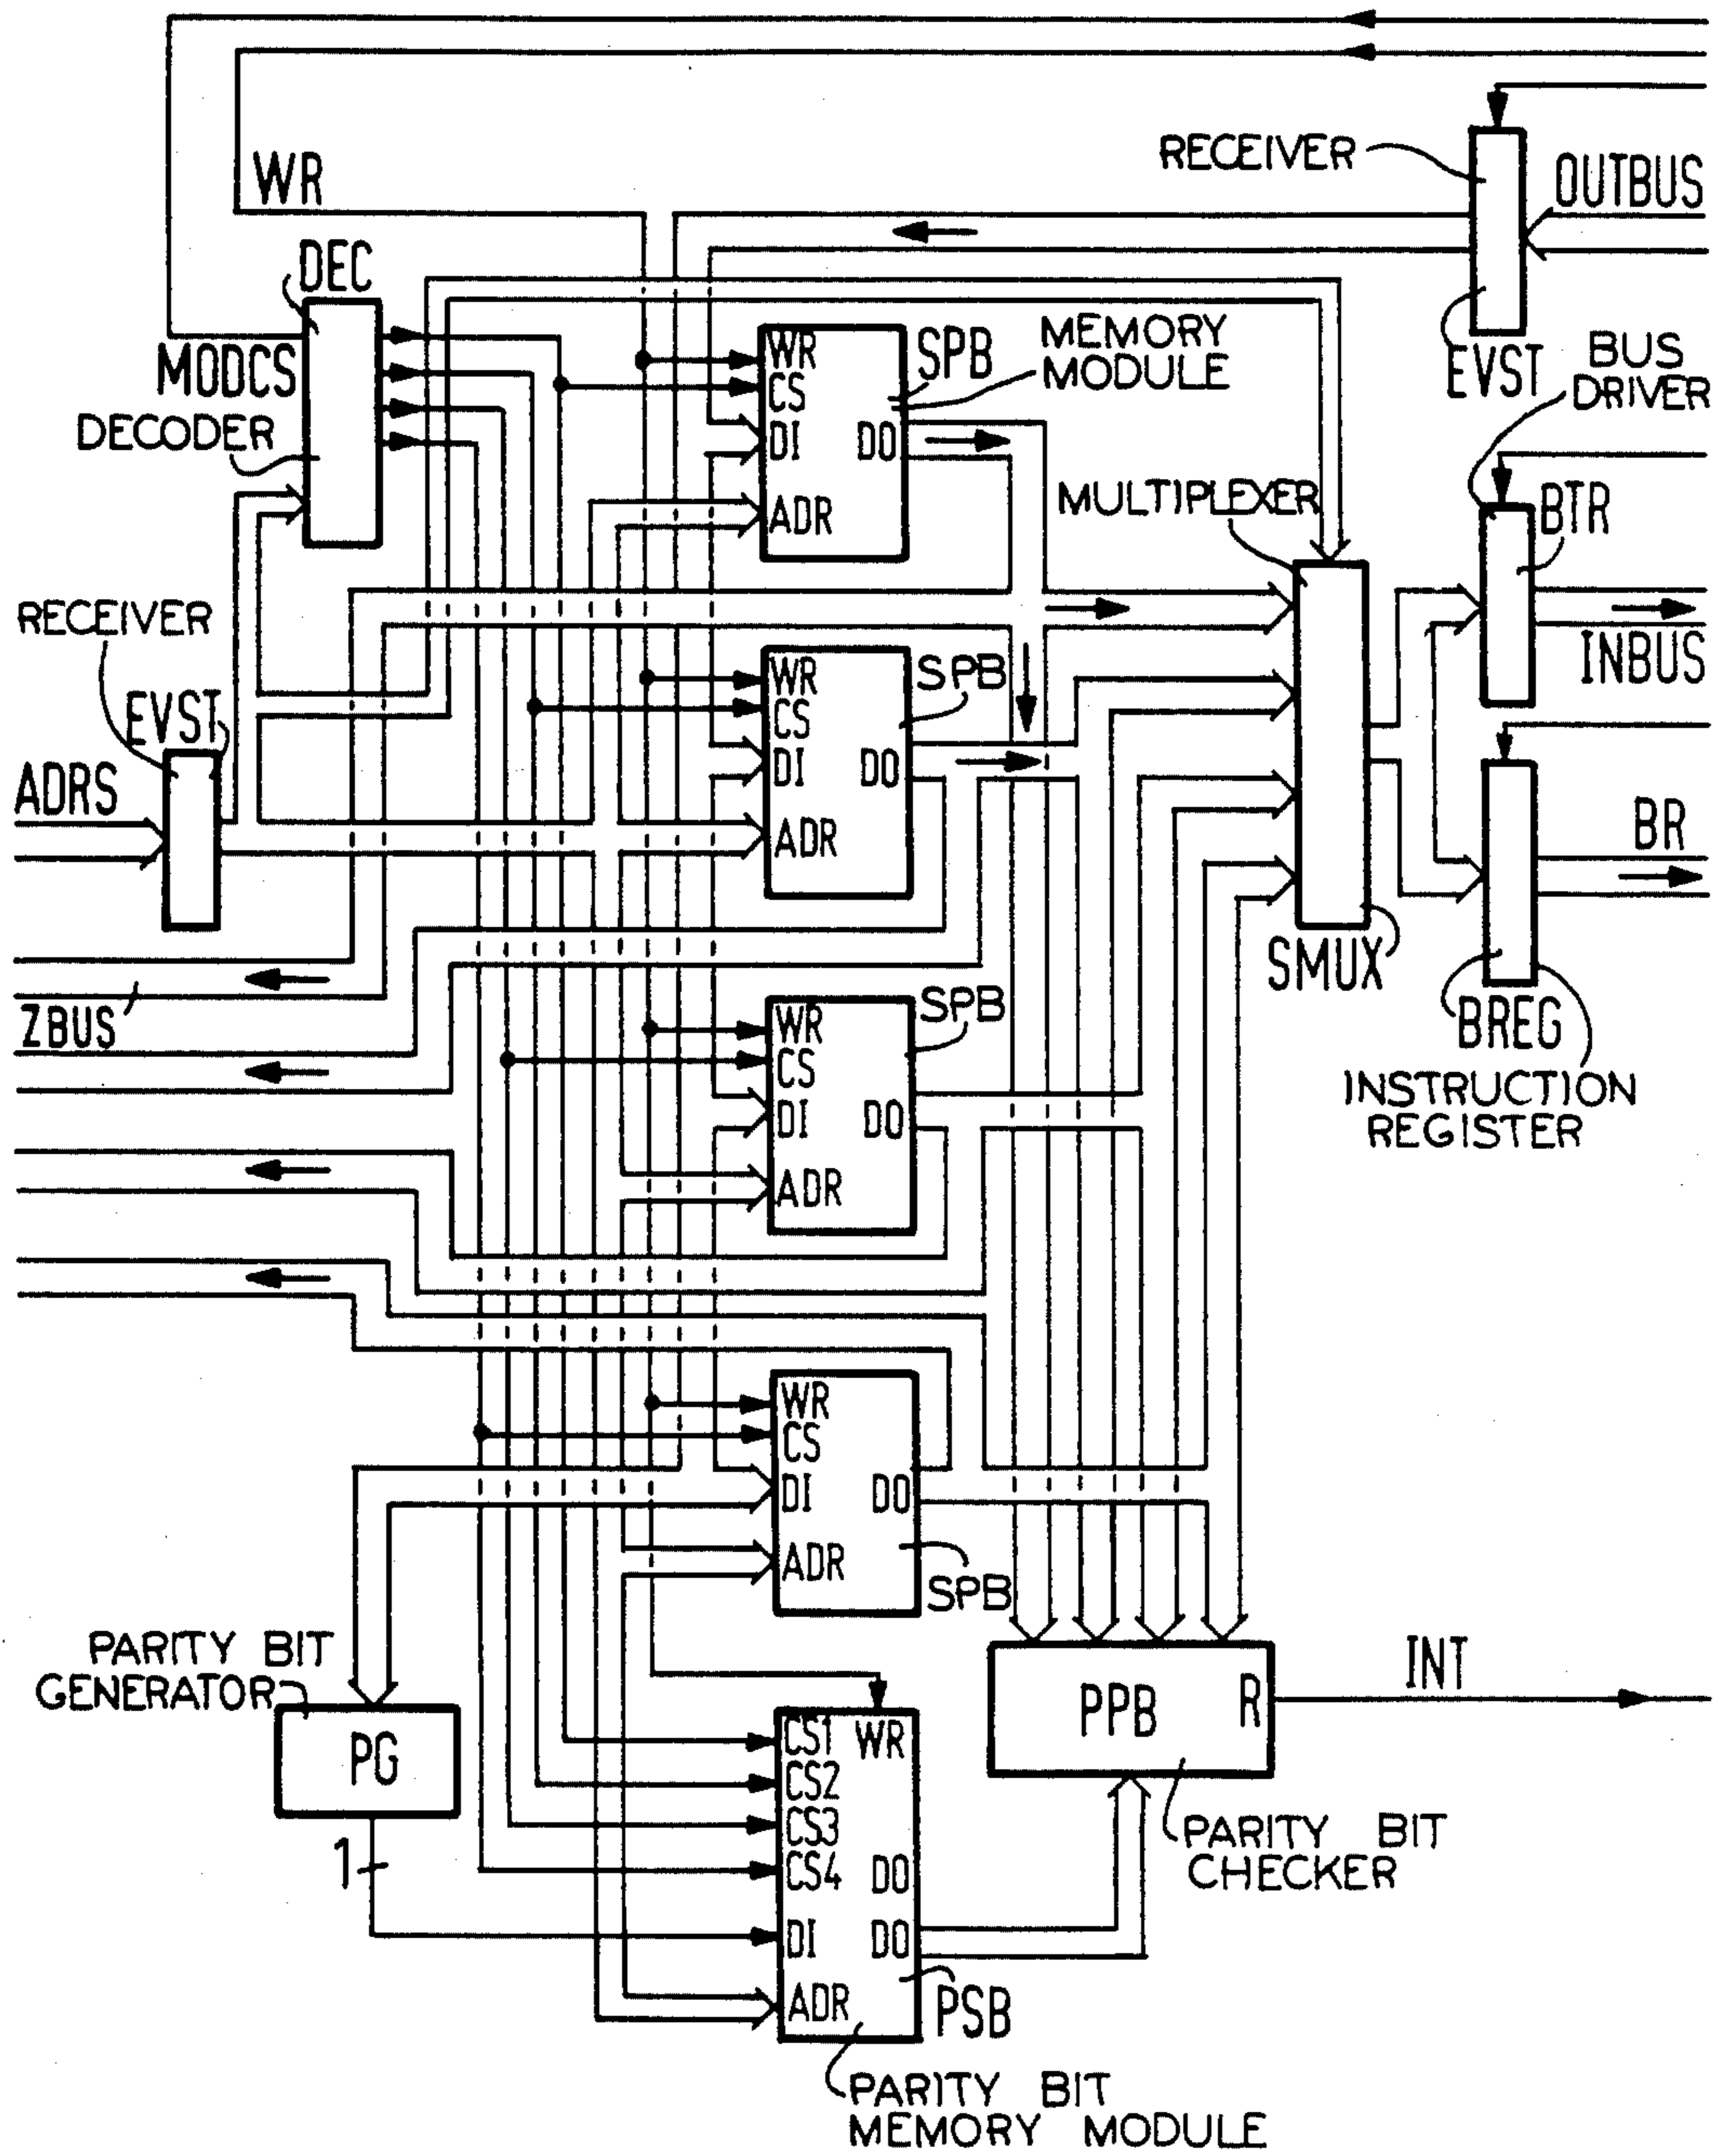 WR
RECEIVER
OUTBUS
EVST
DEC
MODCS
DECODER
WR
CS
DI
DO
ADR
SPB
MEMORY
MODULE
BUS
DRIVER
BTR
INBUS
MULTIPLEXER
SMUX
RECEIVER
EVST
ADRS
WR
CS
DI
DO
ADR
SPB
BR
BREG
INSTRUCTION
REGISTER
ZBUS
WR
CS
DI
DO
ADR
SPB
WR
CS
DI
DO
ADR
SPB
PARITY BIT
GENERATOR
PG
1
CS1 WR
CS2
CS3
CS4 DO
DI DO
ADR
PSB
PARITY BIT
MEMORY MODULE
PPB R
INT
PARITY BIT
CHECKER